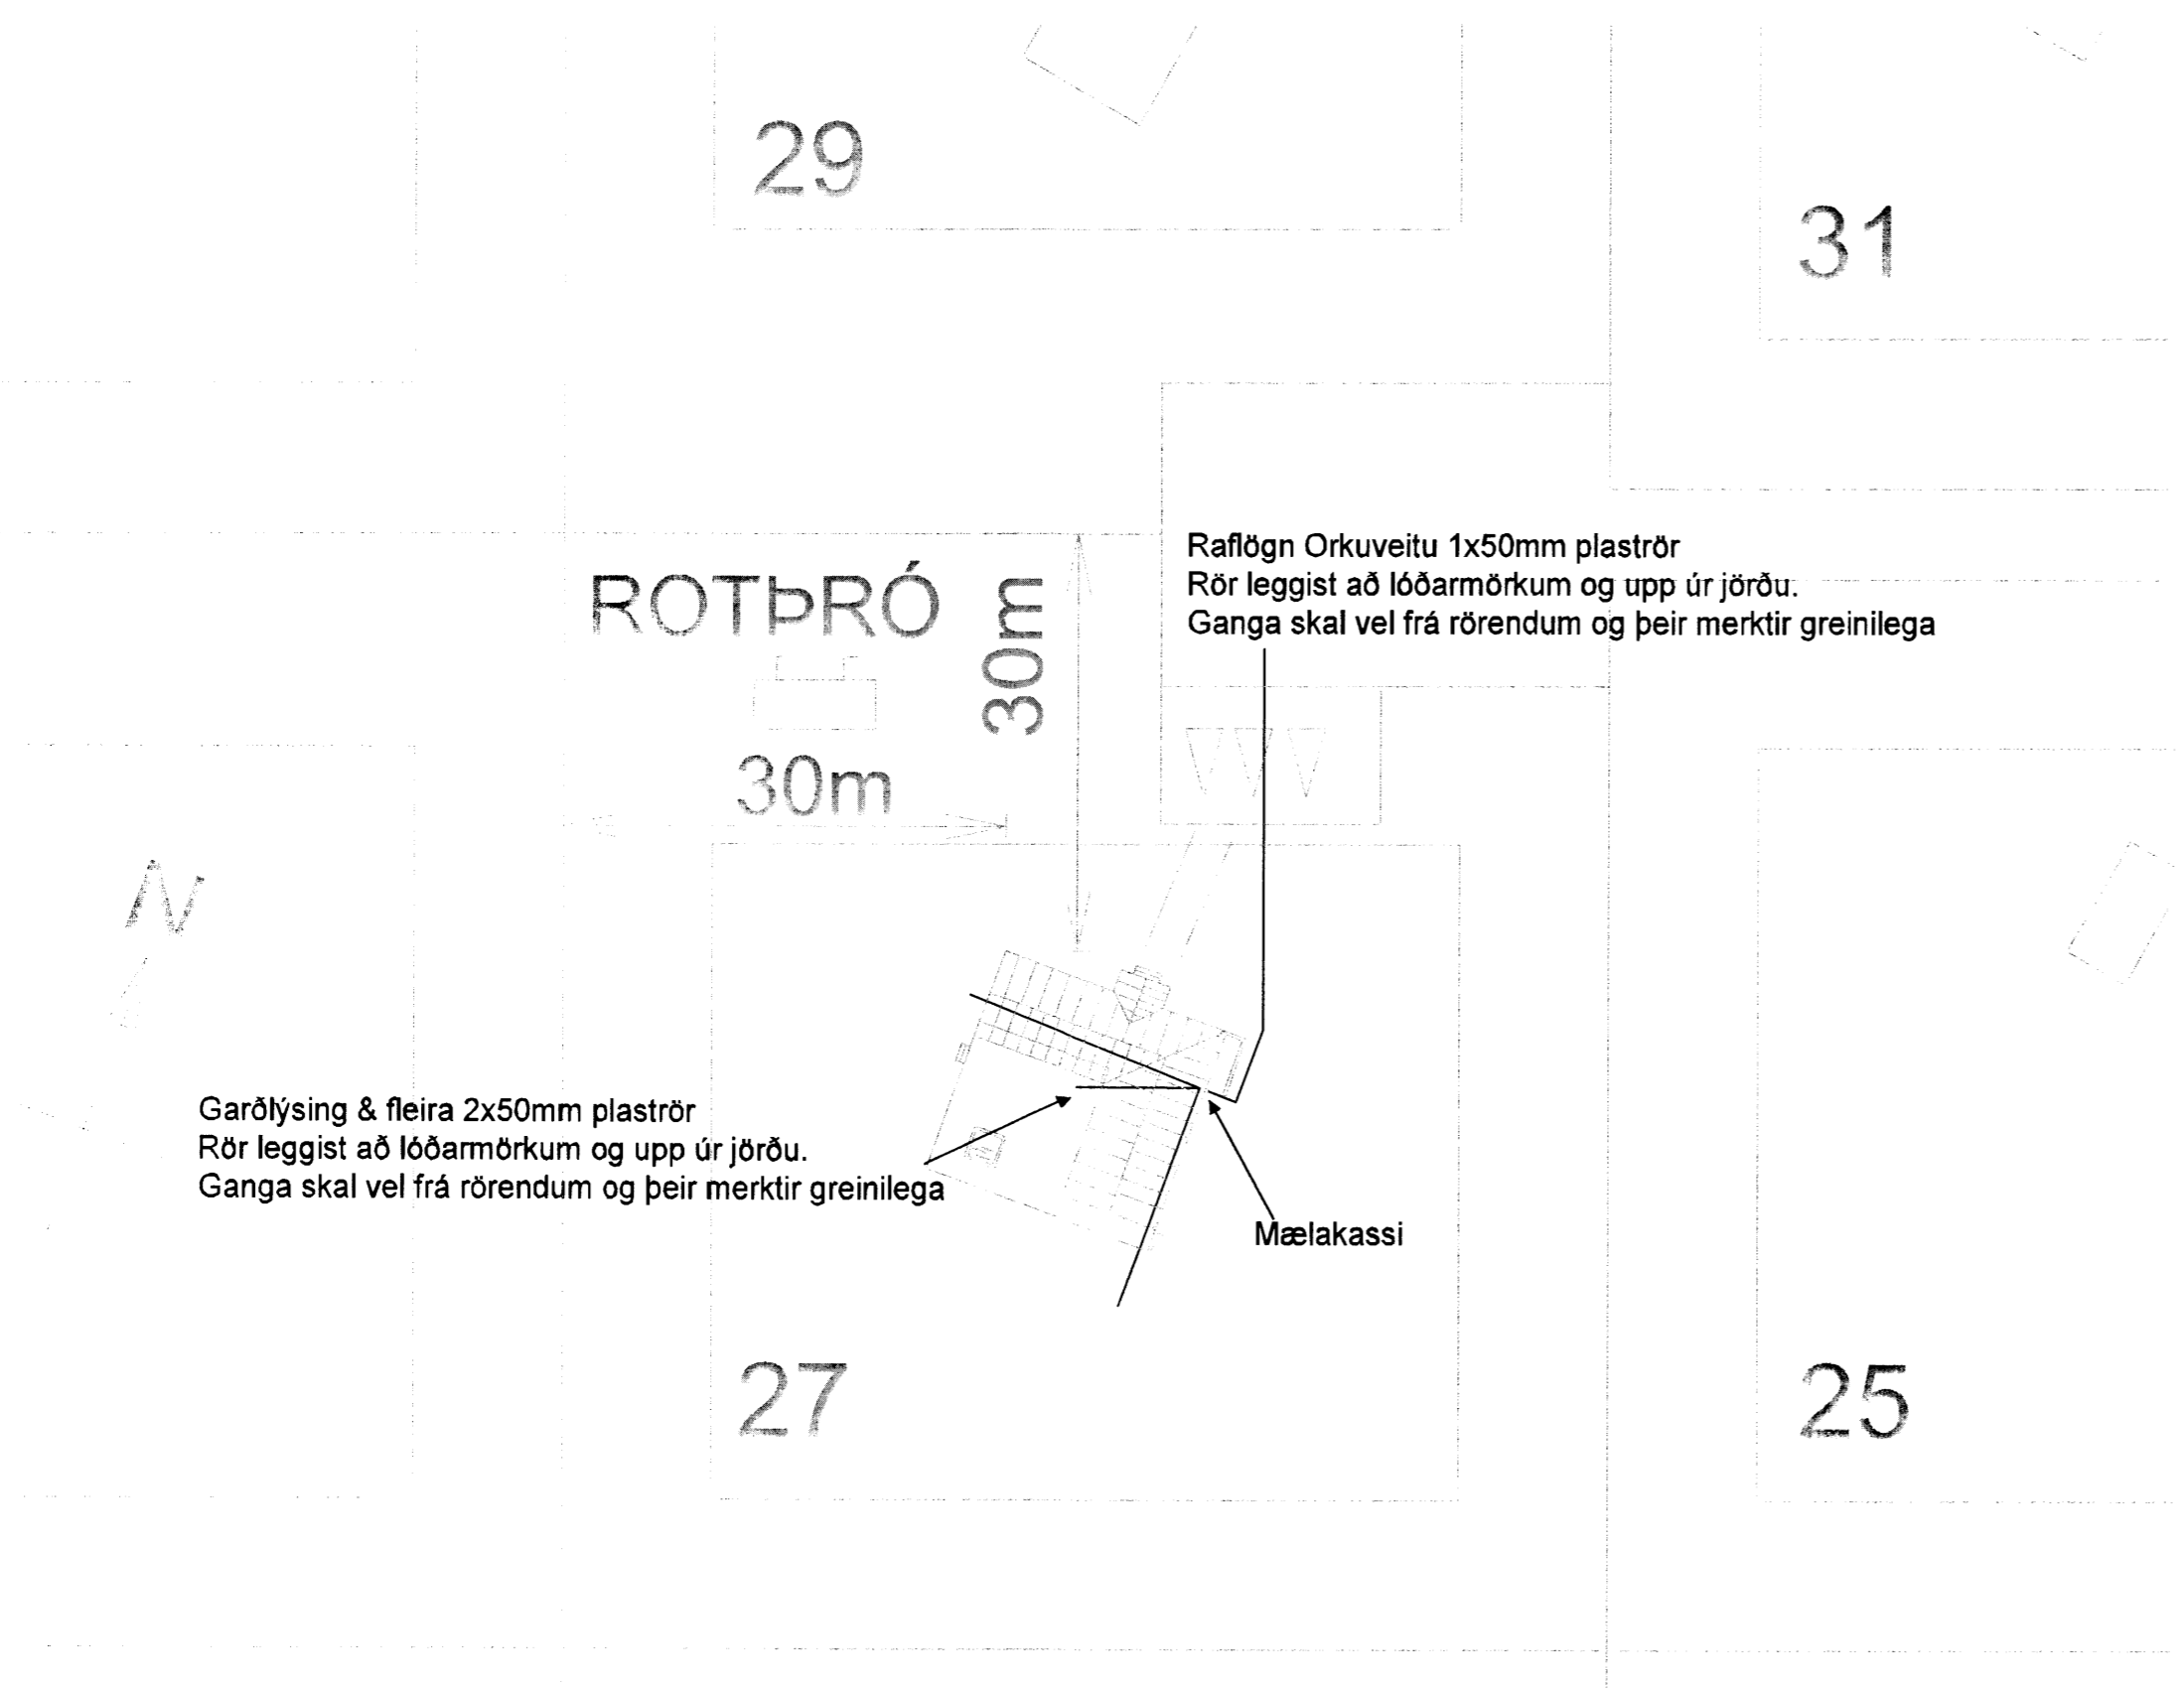 29
31
Raflögn Orkuveitu 1x50mm plaströr
Rör leggist að lóðarmörkum og upp úr jörðu.
Ganga skal vel frá rörendum og þeir merktir greinilega
ROTÞRÓ
30m
30m
N
Garðlýsing & fleira 2x50mm plaströr
Rör leggist að lóðarmörkum og upp úr jörðu.
Ganga skal vel frá rörendum og þeir merktir greinilega
Mælakassi
27
25